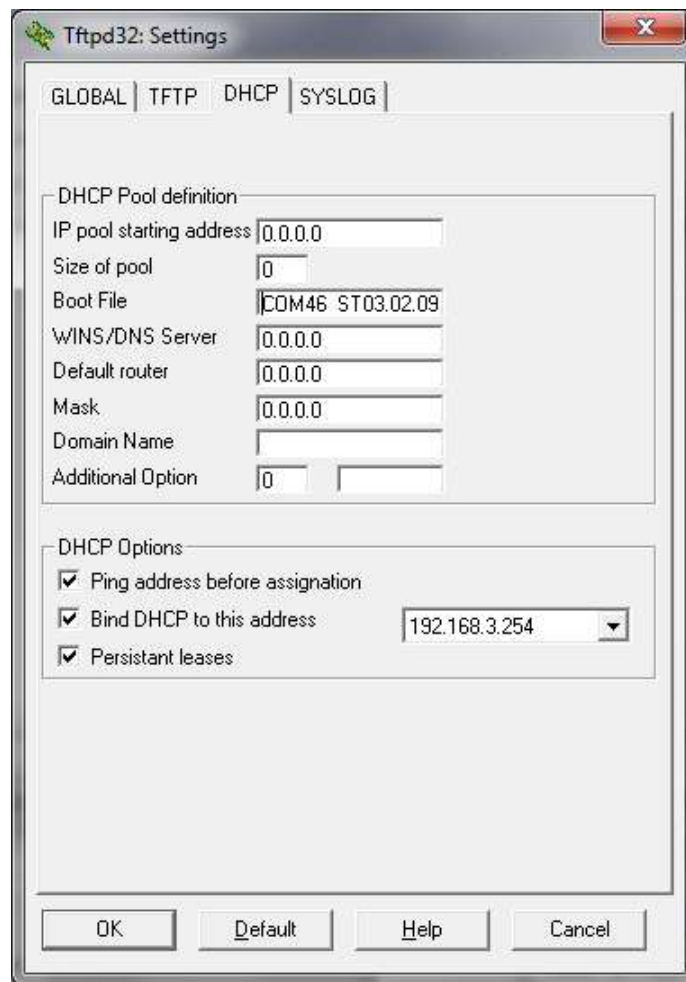 Tftpd32: Settings
GLOBAL TFTP DHCP SYSLOG
DHCP Pool definition
IP pool starting address 0.0.0.0
Size of pool 0
Boot File COM46 ST03.02.09
WINS/DNS Server 0.0.0.0
Default router 0.0.0.0
Mask 0.0.0.0
Domain Name
Additional Option 0
DHCP Options
Ping address before assignation
Bind DHCP to this address 192.168.3.254
Persistant leases
OK Default Help Cancel